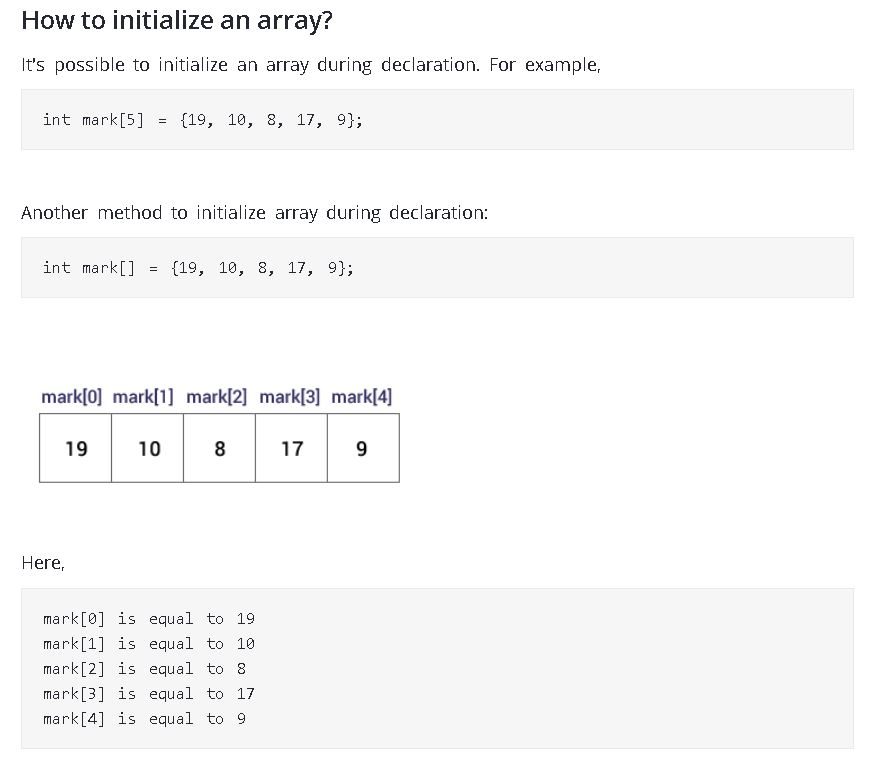 How to initialize an array?
It's possible to initialize an array during declaration. For example,
int mark[5] = {19, 10, 8, 17, 9};
Another method to initialize array during declaration:
int mark[] = {19, 10, 8, 17, 9};
mark[0] mark[1] mark[2] mark[3] mark[4]
19 10 8 17 9
Here,
mark[0] is equal to 19
mark[1] is equal to 10
mark[2] is equal to 8
mark[3] is equal to 17
mark[4] is equal to 9